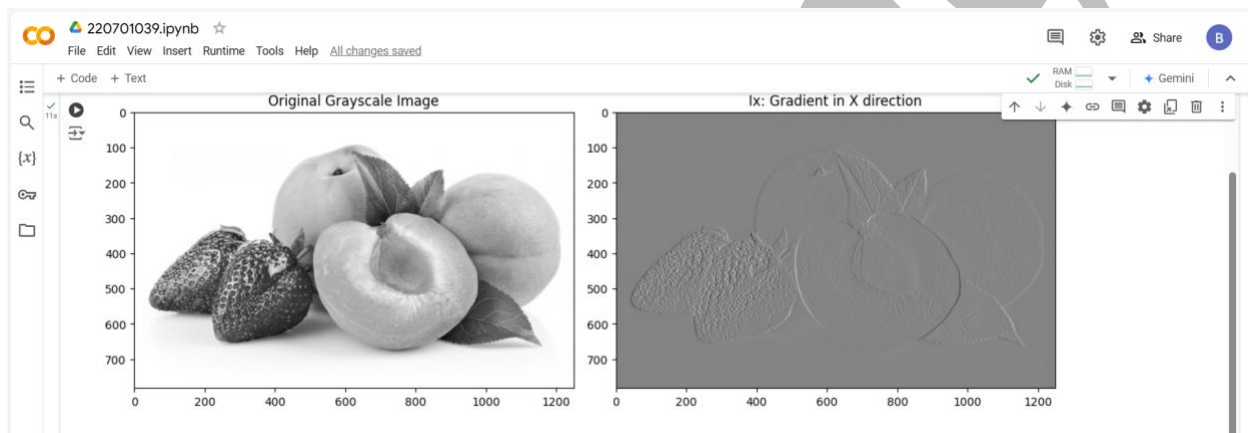 220701039.ipynb
Share
B
File Edit View Insert Runtime Tools Help All changes saved
+ Code + Text
RAM
Disk
Gemini
11s
{x}
Original Grayscale Image
0
100
200
300
400
500
600
700
0 200 400 600 800 1000 1200
Ix: Gradient in X direction
0
100
200
300
400
500
600
700
0 200 400 600 800 1000 1200